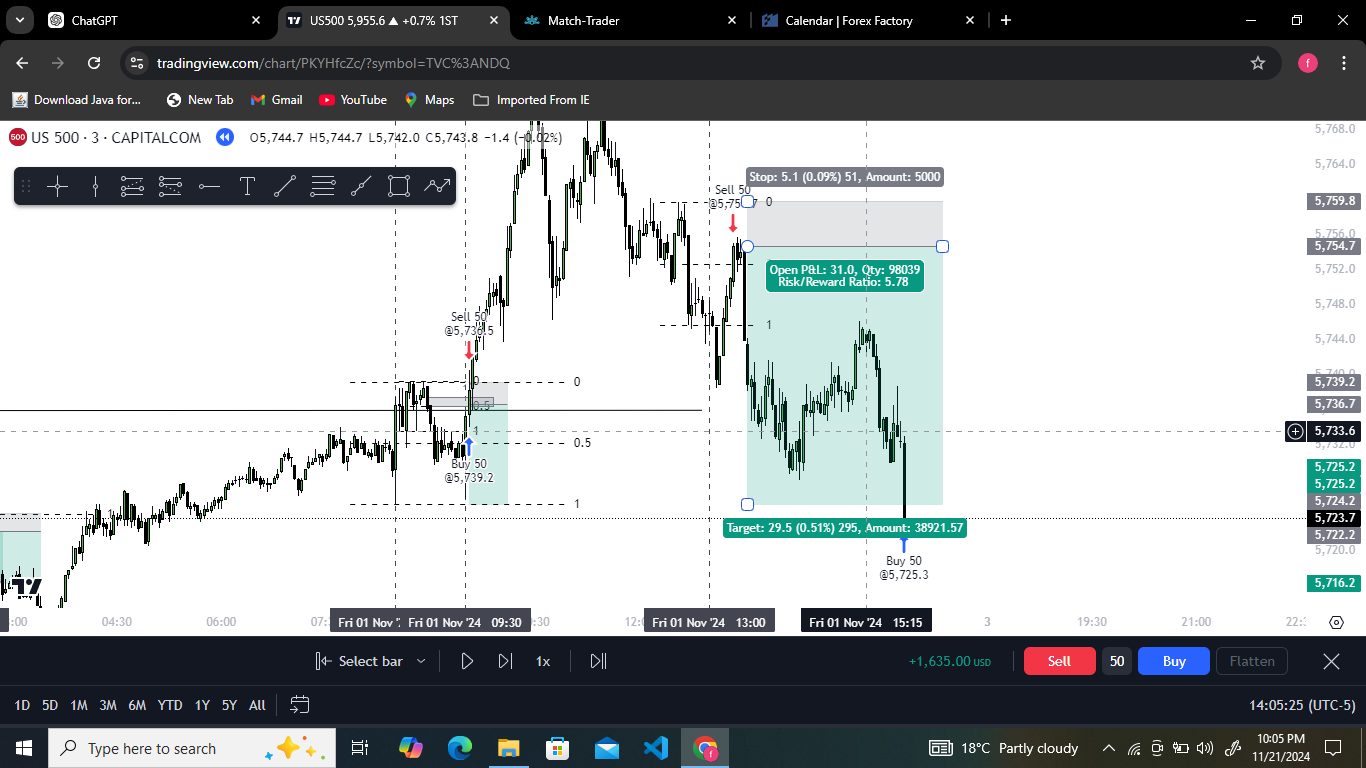 ChatGPT
US500 5,955.6 ▲ +0.7% 1ST
Match-Trader
Calendar | Forex Factory
tradingview.com/chart/PKYHfcZc/?symbol=TVC%3ANDQ
f
Download Java for...
New Tab
Gmail
YouTube
Maps
Imported From IE
500 US 500 · 3 · CAPITALCOM
O5,744.7 H5,744.7 L5,742.0 C5,743.8 −1.4 (−0.02%)
Stop: 5.1 (0.09%) 51, Amount: 5000
Sell 50
0
Open P&L: 31.0, Qty: 98039
Risk/Reward Ratio: 5.78
1
Sell 50
@5,736.5
0
0
0.5
1
0.5
Buy 50
@5,739.2
1
1
Target: 29.5 (0.51%) 295, Amount: 38921.57
Buy 50
@5,725.3
5,768.0
5,764.0
5,759.8
5,756.0
5,754.7
5,752.0
5,748.0
5,744.0
5,739.2
5,736.7
5,733.6
5,732.0
5,725.2
5,725.2
5,724.2
5,723.7
5,722.2
5,720.0
5,716.2
:00
04:30
06:00
Fri 01 Nov '
Fri 01 Nov '24 09:30
:30
Fri 01 Nov '24 13:00
Fri 01 Nov '24 15:15
3
19:30
21:00
Select bar
1x
+1,635.00 USD
Sell
50
Buy
Flatten
1D 5D 1M 3M 6M YTD 1Y 5Y All
14:05:25 (UTC-5)
Type here to search
18°C Partly cloudy
10:05 PM
11/21/2024